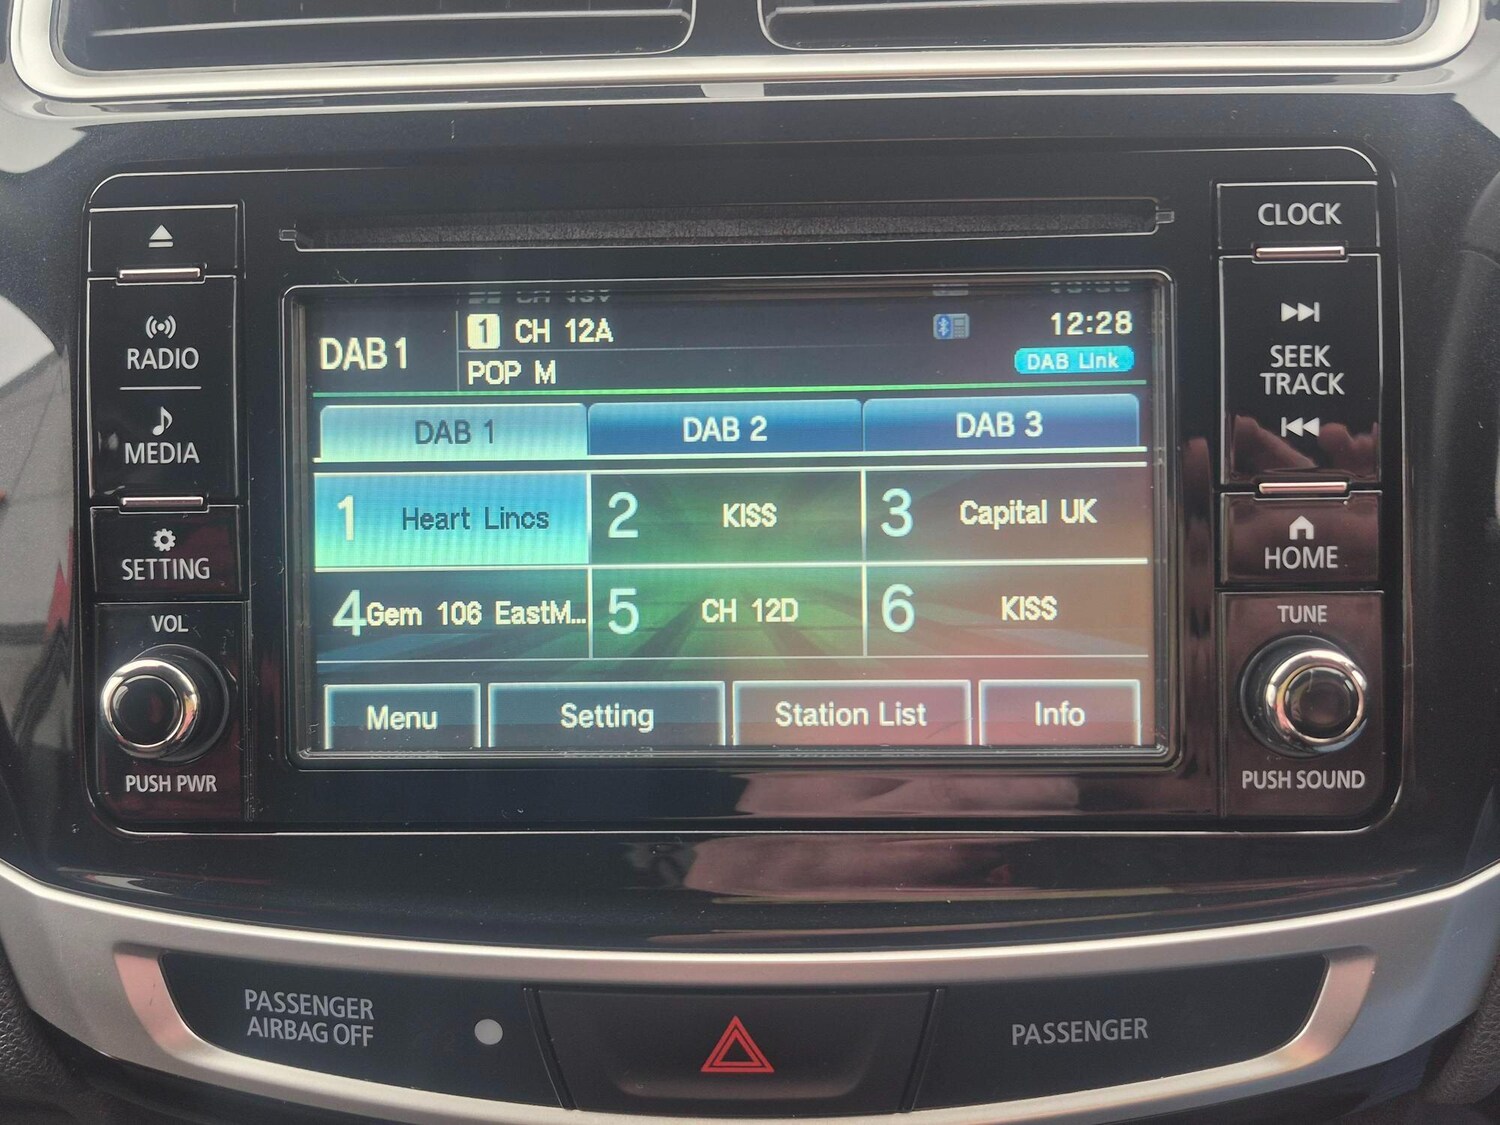 CLOCK
RADIO
MEDIA
SETTING
VOL
PUSH PWR
DAB1
1 CH 12A
12:28
POP M
DAB Link
DAB 1 DAB 2 DAB 3
1 Heart Lincs 2 KISS 3 Capital UK
4 Gem 106 EastM... 5 CH 12D 6 KISS
Menu Setting Station List Info
SEEK
TRACK
HOME
TUNE
PUSH SOUND
PASSENGER
AIRBAG OFF
PASSENGER